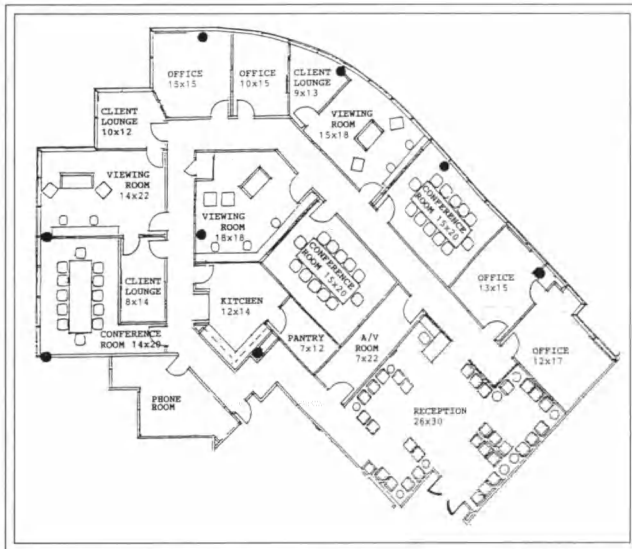 OFFICE
15x15
OFFICE
10x15
CLIENT
LOUNGE
9x13
CLIENT
LOUNGE
10x12
VIEWING
ROOM
15x18
VIEWING
ROOM
14x22
VIEWING
ROOM
18x18
CONFERENCE
ROOM 15x20
CONFERENCE
ROOM 15x20
OFFICE
13x15
CLIENT
LOUNGE
8x14
KITCHEN
12x14
CONFERENCE
ROOM 14x20
PANTRY
7x12
A/V
ROOM
7x22
OFFICE
12x17
PHONE
ROOM
RECEPTION
26x30